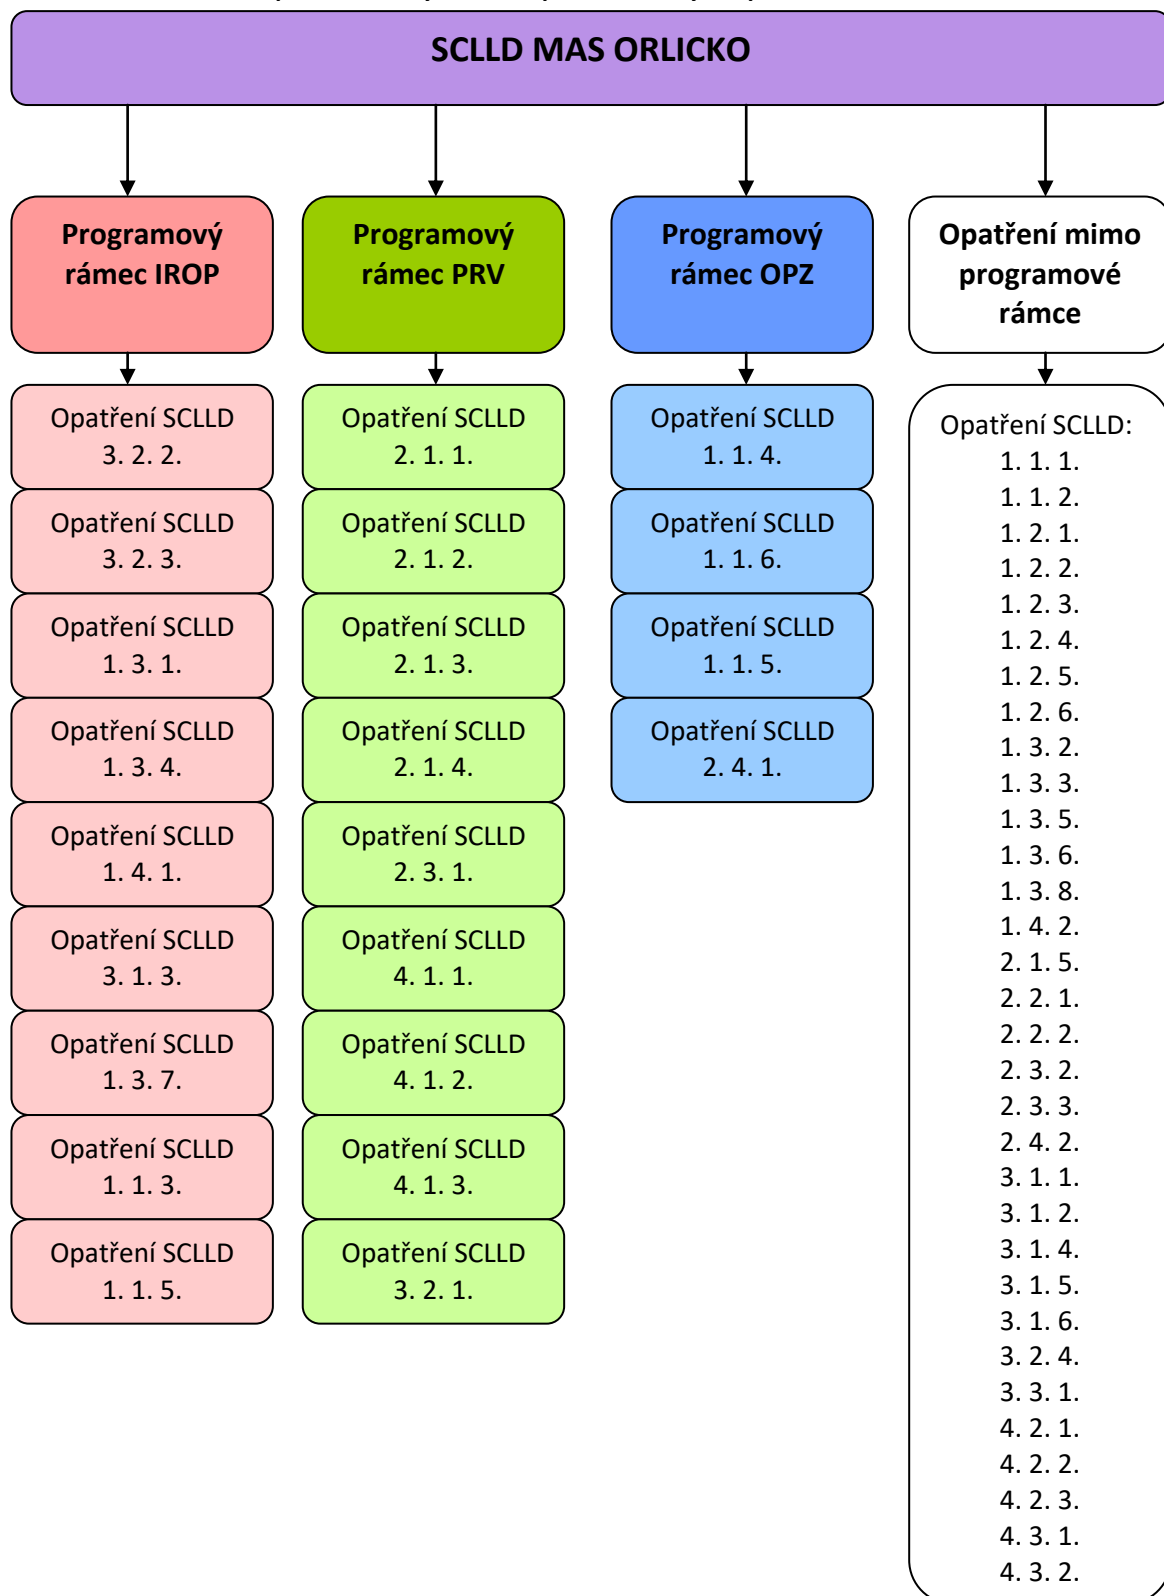 SCLLD MAS ORLICKO
Programový
rámec IROP
Opatření SCLLD
3. 2. 2.
Opatření SCLLD
3. 2. 3.
Opatření SCLLD
1. 3. 1.
Opatření SCLLD
1. 3. 4.
Opatření SCLLD
1. 4. 1.
Opatření SCLLD
3. 1. 3.
Opatření SCLLD
1. 3. 7.
Opatření SCLLD
1. 1. 3.
Opatření SCLLD
1. 1. 5.
Programový
rámec PRV
Opatření SCLLD
2. 1. 1.
Opatření SCLLD
2. 1. 2.
Opatření SCLLD
2. 1. 3.
Opatření SCLLD
2. 1. 4.
Opatření SCLLD
2. 3. 1.
Opatření SCLLD
4. 1. 1.
Opatření SCLLD
4. 1. 2.
Opatření SCLLD
4. 1. 3.
Opatření SCLLD
3. 2. 1.
Programový
rámec OPZ
Opatření SCLLD
1. 1. 4.
Opatření SCLLD
1. 1. 6.
Opatření SCLLD
1. 1. 5.
Opatření SCLLD
2. 4. 1.
Opatření mimo
programové
rámce
Opatření SCLLD:
1. 1. 1.
1. 1. 2.
1. 2. 1.
1. 2. 2.
1. 2. 3.
1. 2. 4.
1. 2. 5.
1. 2. 6.
1. 3. 2.
1. 3. 3.
1. 3. 5.
1. 3. 6.
1. 3. 8.
1. 4. 2.
2. 1. 5.
2. 2. 1.
2. 2. 2.
2. 3. 2.
2. 3. 3.
2. 4. 2.
3. 1. 1.
3. 1. 2.
3. 1. 4.
3. 1. 5.
3. 1. 6.
3. 2. 4.
3. 3. 1.
4. 2. 1.
4. 2. 2.
4. 2. 3.
4. 3. 1.
4. 3. 2.